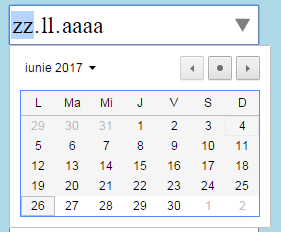 zz.ll.aaaa
iunie 2017
L Ma Mi J V S D
29 30 31 1 2 3 4
5 6 7 8 9 10 11
12 13 14 15 16 17 18
19 20 21 22 23 24 25
26 27 28 29 30 1 2